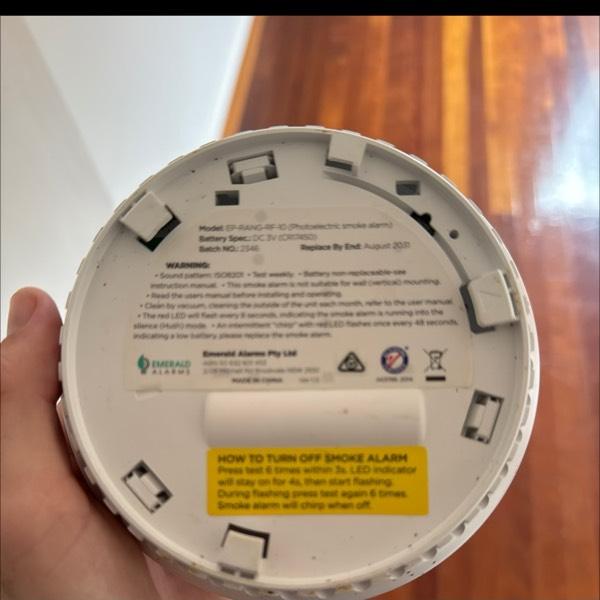 Model: EP-RANG-RF-10 (Photoelectric smoke alarm)
Battery Spec.: DC 3V (CR17450)
Batch NO.: 2346 Replace By End: August 2031
WARNING:
• Sound pattern: ISO8201 • Test weekly. • Battery non-replaceable-see
instruction manual. • This smoke alarm is not suitable for wall (vertical) mounting.
• Read the users manual before installing and operating.
• Clean by vacuum, cleaning the outside of the unit each month, refer to the user manual.
• The red LED will flash every 8 seconds, indicating the smoke alarm is running into the
silence (Hush) mode. • An intermittent "chirp" with red LED flashes once every 48 seconds,
indicating a low battery, please replace the smoke alarm.
EMERALD
ALARMS
Emerald Alarms Pty Ltd
MADE IN CHINA
HOW TO TURN OFF SMOKE ALARM
Press test 6 times within 3s. LED indicator
will stay on for 4s, then start flashing.
During flashing press test again 6 times.
Smoke alarm will chirp when off.